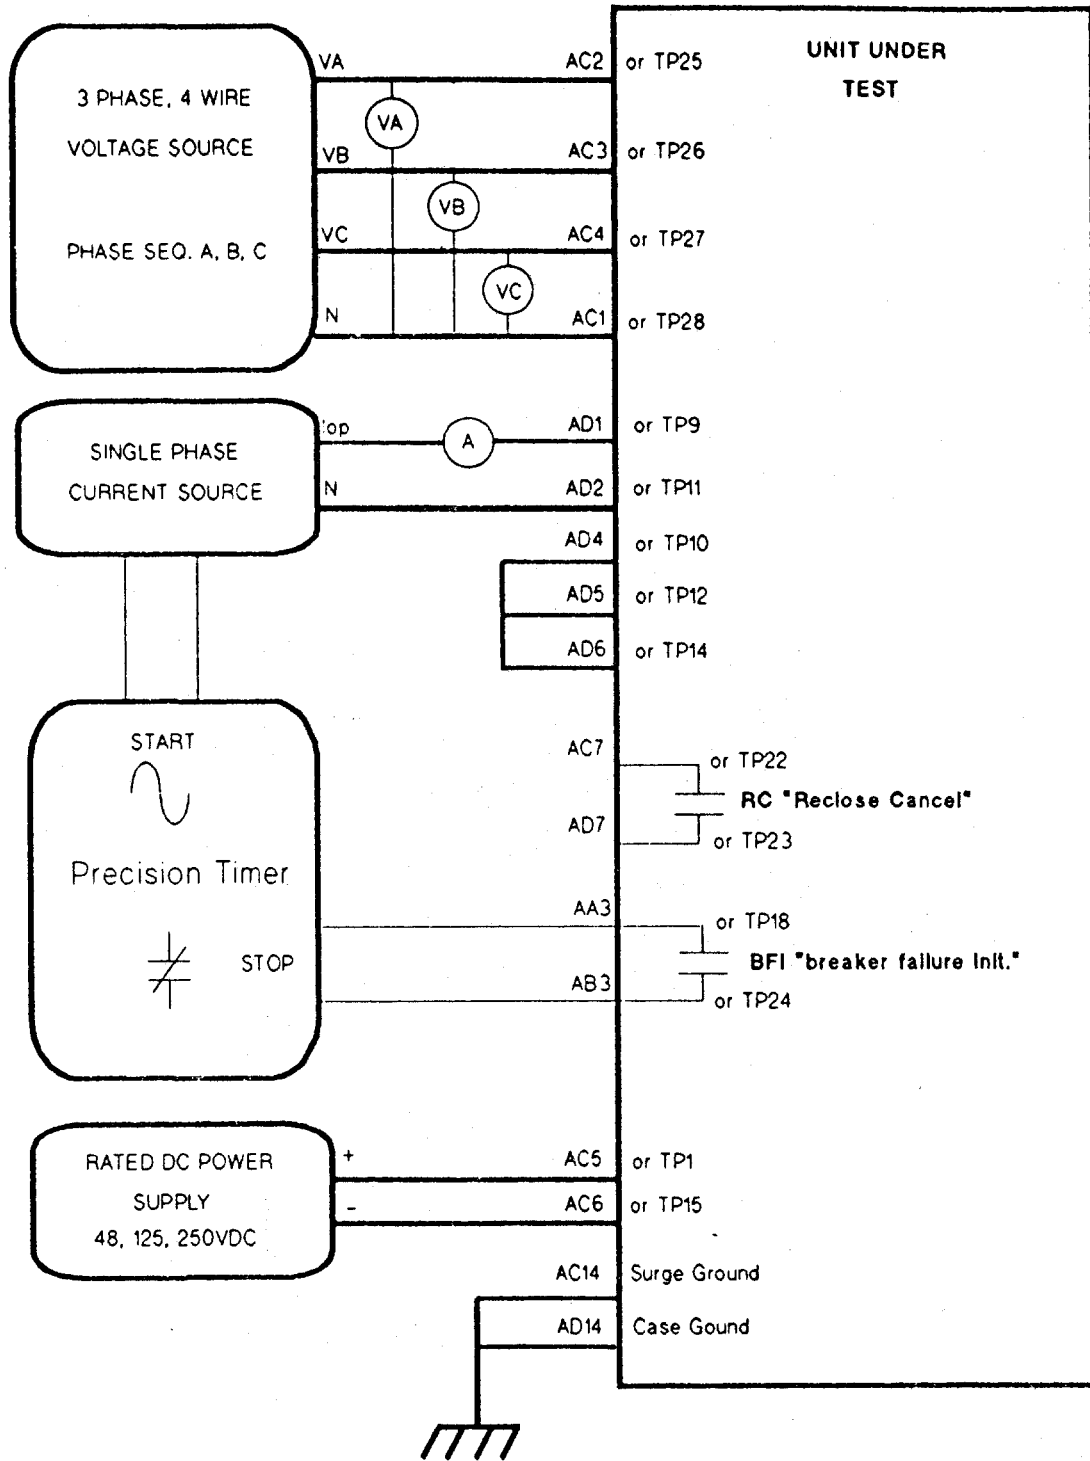 UNIT UNDER
TEST
3 PHASE, 4 WIRE
VOLTAGE SOURCE
PHASE SEQ. A, B, C
VA
AC2 or TP25
VA
VB
AC3 or TP26
VB
VC
AC4 or TP27
VC
N
AC1 or TP28
SINGLE PHASE
CURRENT SOURCE
A
AD1 or TP9
N
AD2 or TP11
AD4 or TP10
AD5 or TP12
AD6 or TP14
START
Precision Timer
STOP
AC7 or TP22
RC "Reclose Cancel"
AD7 or TP23
AA3 or TP18
BFI "breaker failure init."
AB3 or TP24
RATED DC POWER
SUPPLY
48, 125, 250VDC
+
AC5 or TP1
-
AC6 or TP15
AC14 Surge Ground
AD14 Case Gound